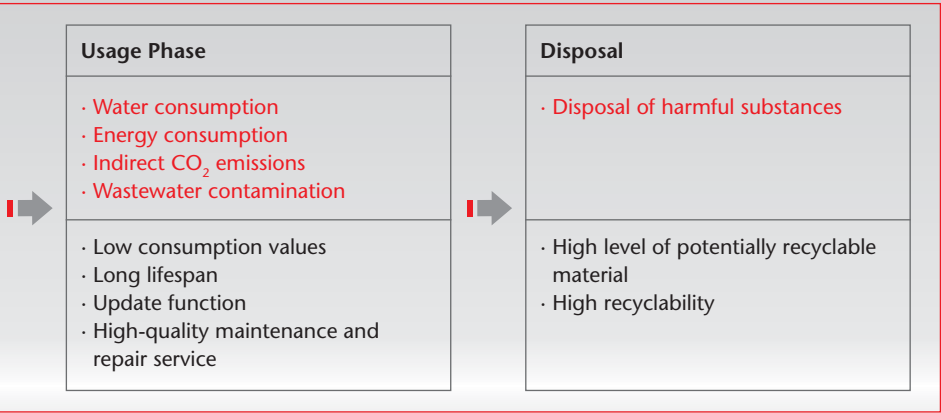 Usage Phase
· Water consumption
· Energy consumption
· Indirect CO₂ emissions
· Wastewater contamination
· Low consumption values
· Long lifespan
· Update function
· High-quality maintenance and
repair service
Disposal
· Disposal of harmful substances
· High level of potentially recyclable
material
· High recyclability